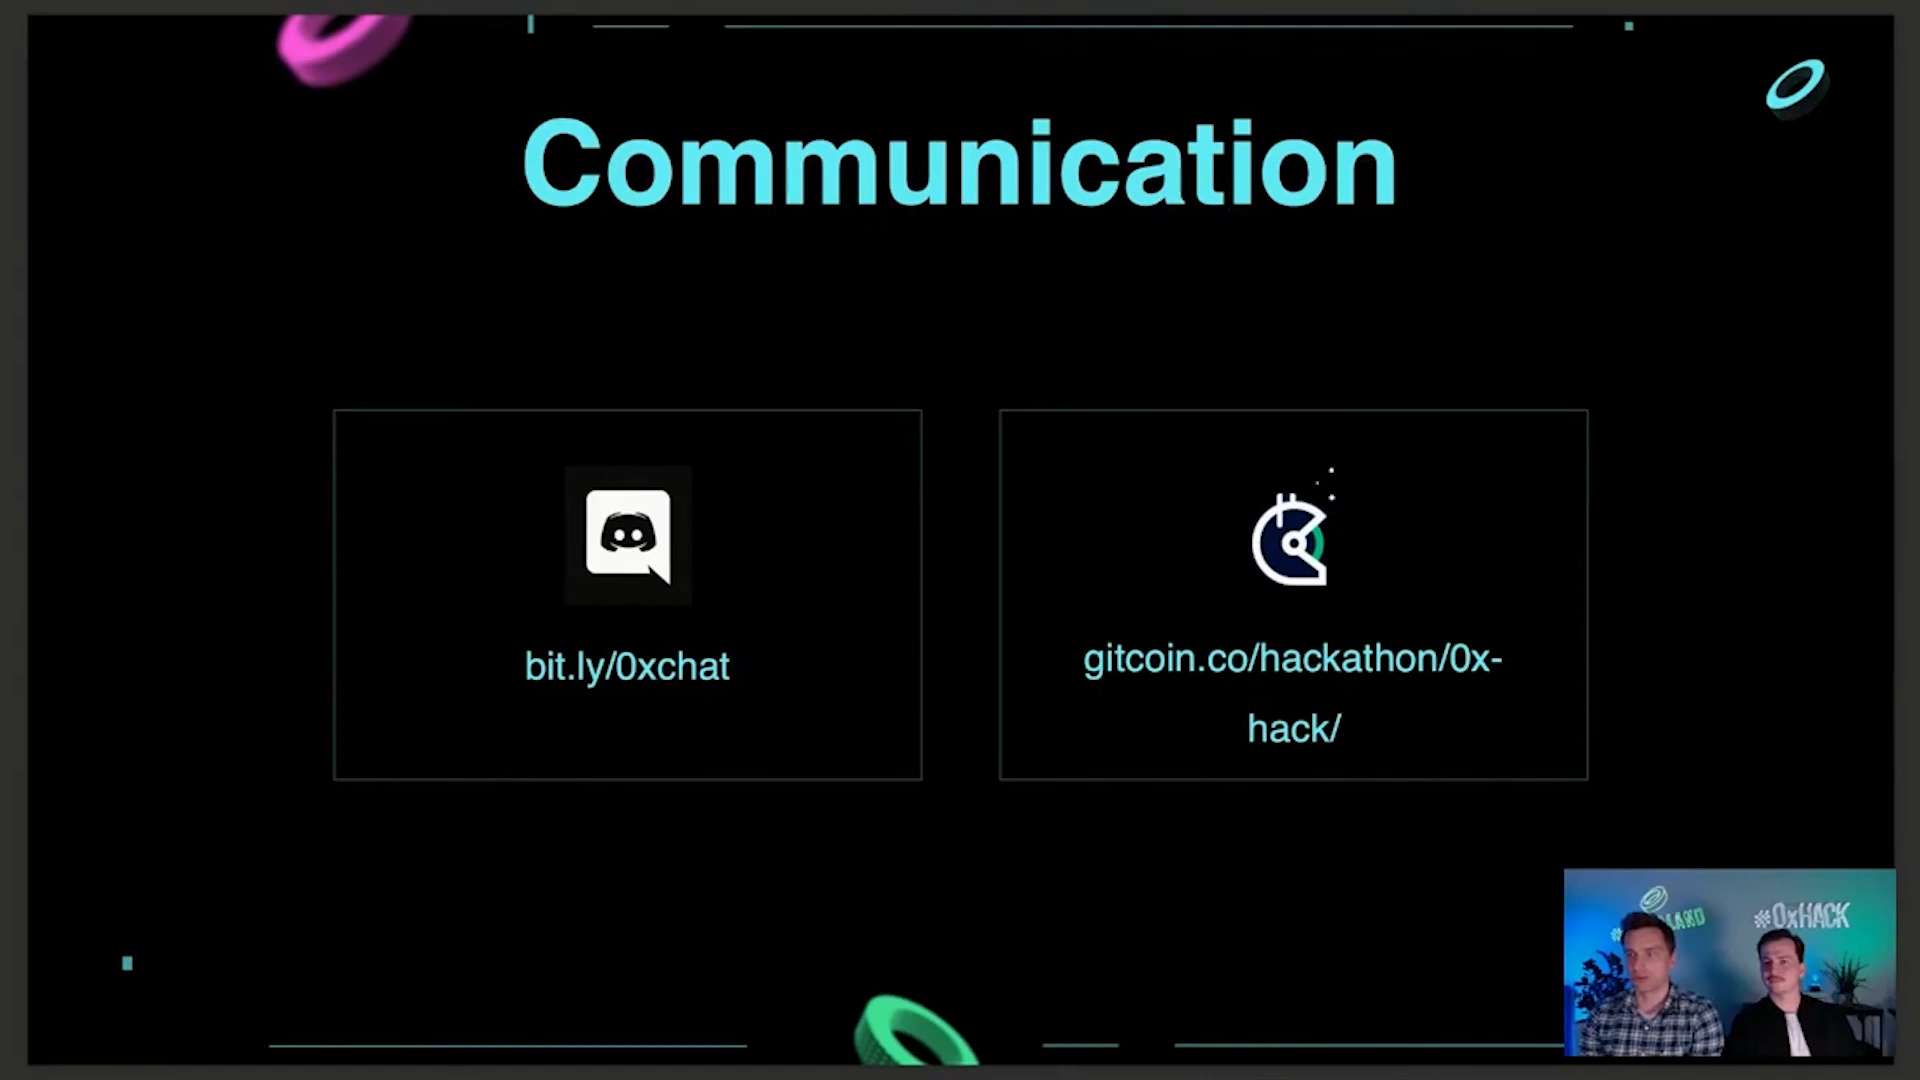 Communication
bit.ly/0xchat
gitcoin.co/hackathon/0x-
hack/
#0xHACK